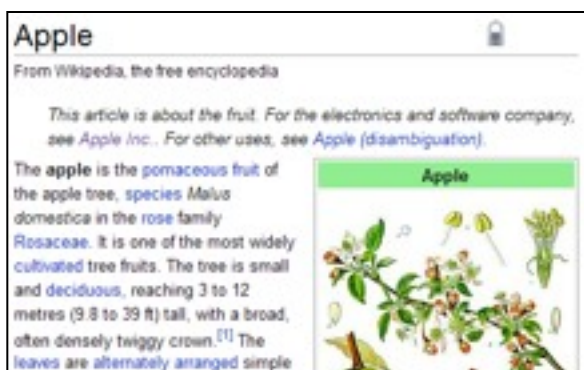 Apple
From Wikipedia, the free encyclopedia
This article is about the fruit. For the electronics and software company,
see Apple Inc.. For other uses, see Apple (disambiguation).
The apple is the pomaceous fruit of
the apple tree, species Malus
domestica in the rose family
Rosaceae. It is one of the most widely
cultivated tree fruits. The tree is small
and deciduous, reaching 3 to 12
metres (9.8 to 39 ft) tall, with a broad,
often densely twiggy crown.[1] The
leaves are alternately arranged simple
Apple